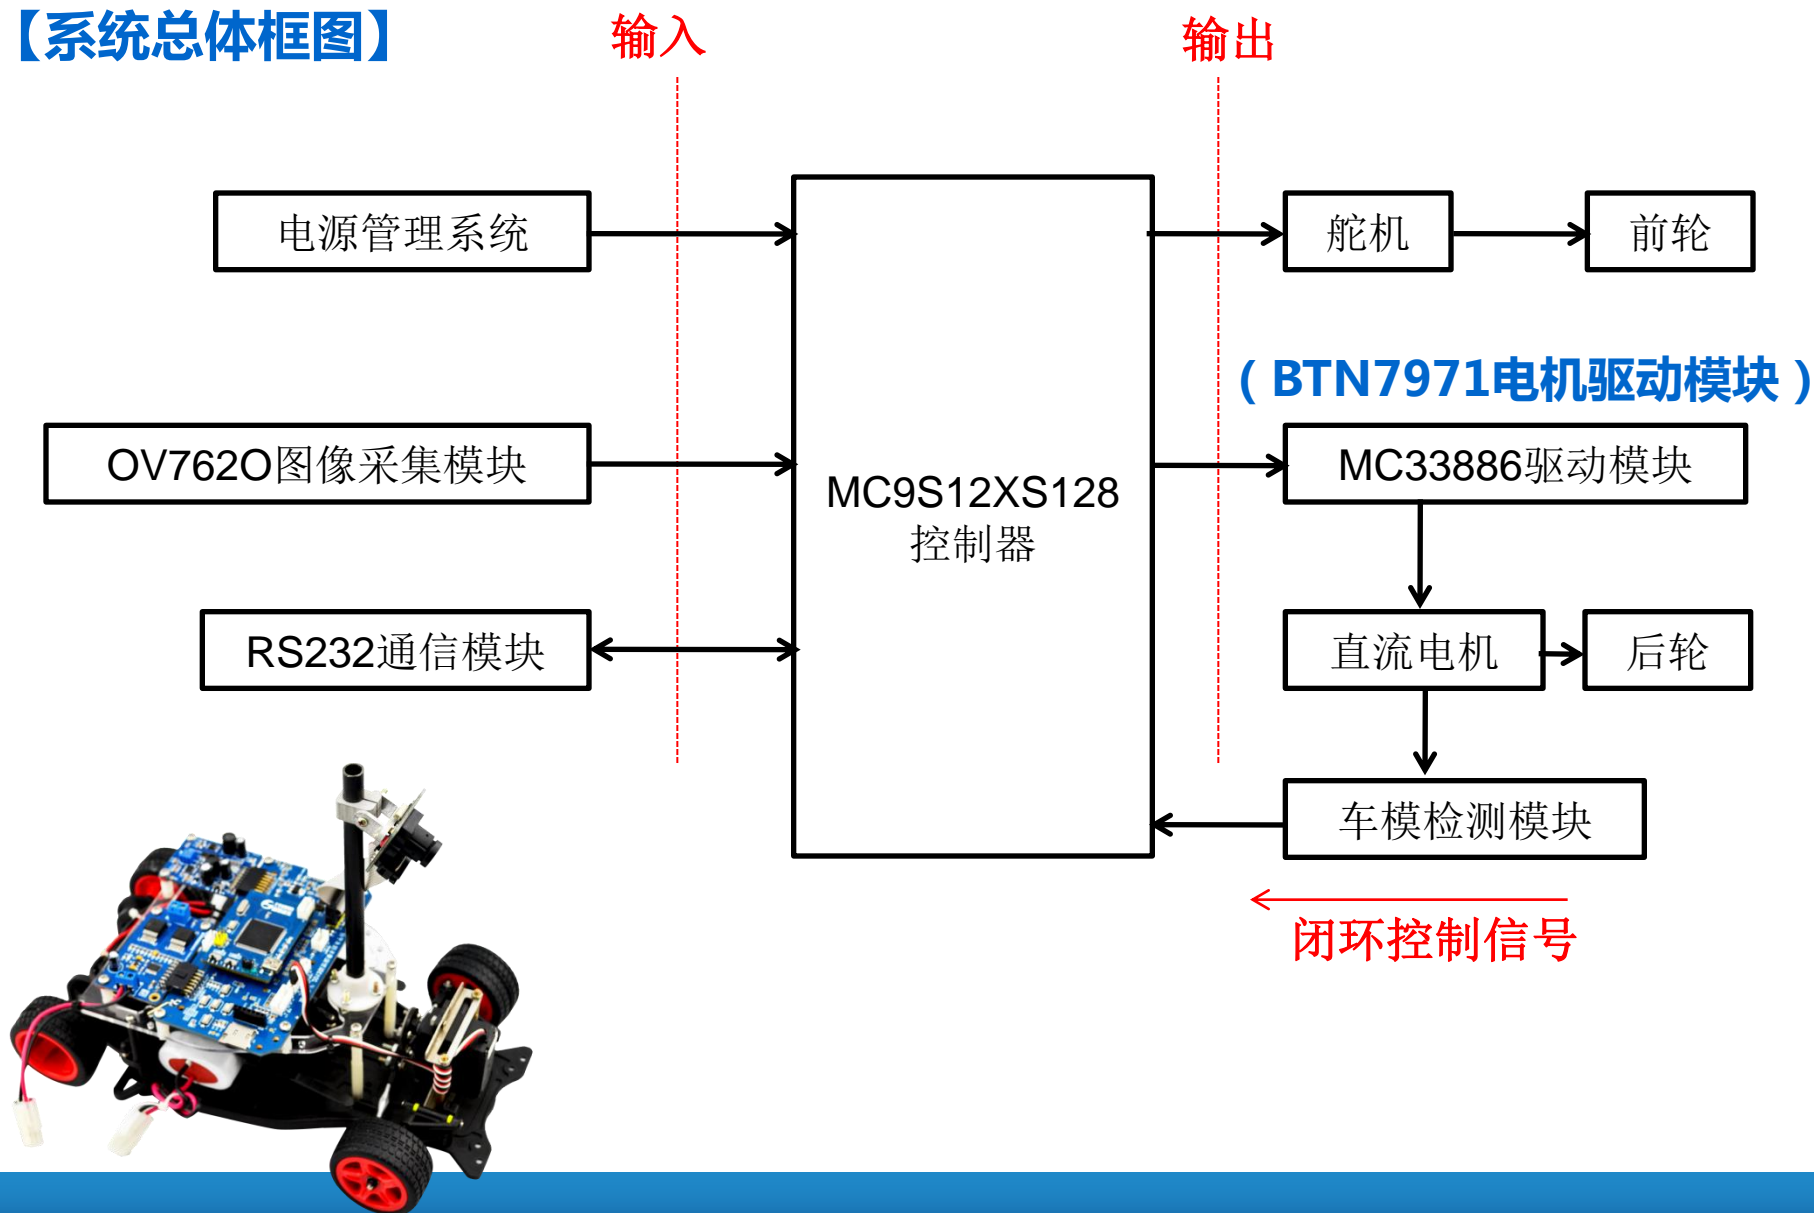 【系统总体框图】
输入
输出
电源管理系统
舵机
前轮
（BTN7971电机驱动模块）
OV762O图像采集模块
MC9S12XS128
控制器
MC33886驱动模块
RS232通信模块
直流电机
后轮
车模检测模块
闭环控制信号